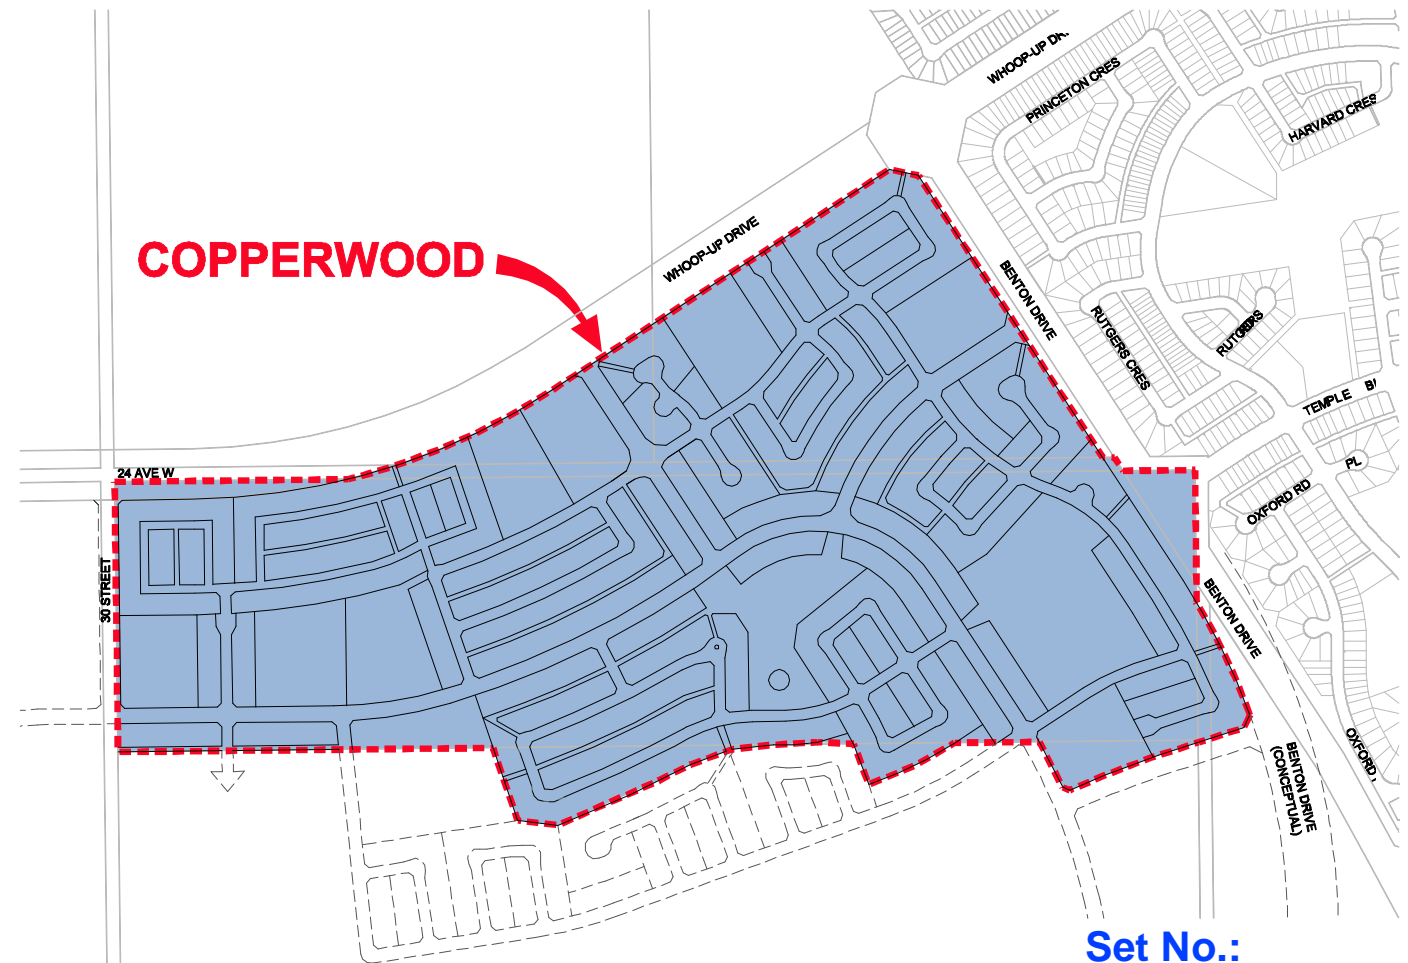 WHOOP-UP DR.
PRINCETON CRES
HARVARD CRES
COPPERWOOD
WHOOP-UP DRIVE
BENTON DRIVE
RUTGERS CRES
RUTGERS
TEMPLE
24 AVE W
PL
OXFORD RD
30 STREET
BENTON DRIVE
OXFORD
BENTON DRIVE
(CONCEPTUAL)
Set No.: